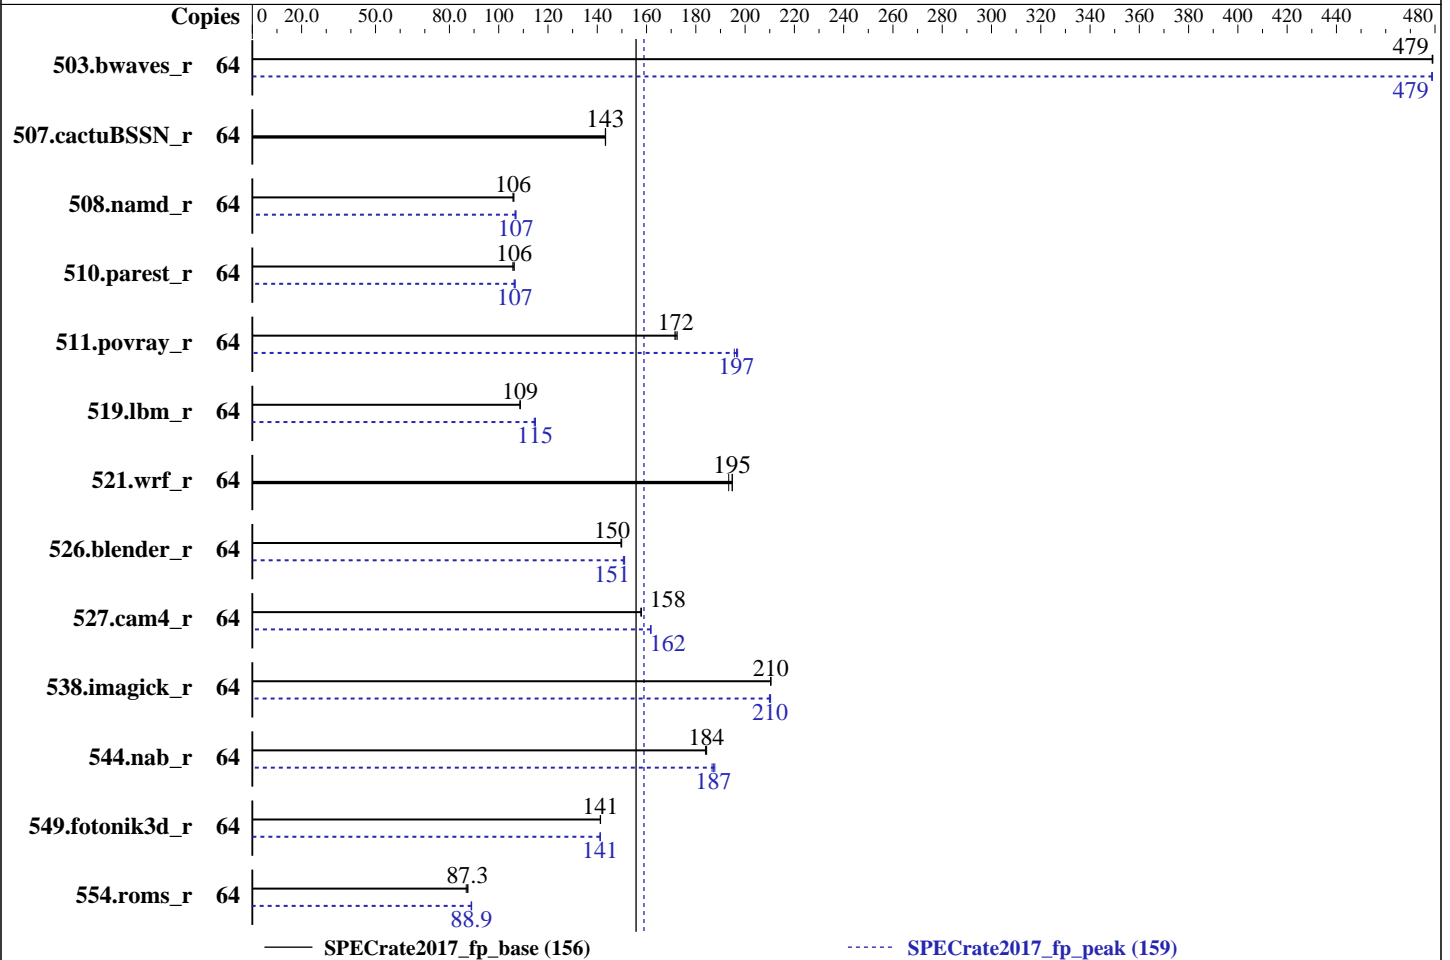 Copies 0 20.0 50.0 80.0 100 120 140 160 180 200 220 240 260 280 300 320 340 360 380 400 420 440 480
503.bwaves_r 64 479
479
507.cactuBSSN_r 64 143
508.namd_r 64 106
107
510.parest_r 64 106
107
511.povray_r 64 172
197
519.lbm_r 64 109
115
521.wrf_r 64 195
526.blender_r 64 150
151
527.cam4_r 64 158
162
538.imagick_r 64 210
210
544.nab_r 64 184
187
549.fotonik3d_r 64 141
141
554.roms_r 64 87.3
88.9
SPECrate2017_fp_base (156) SPECrate2017_fp_peak (159)